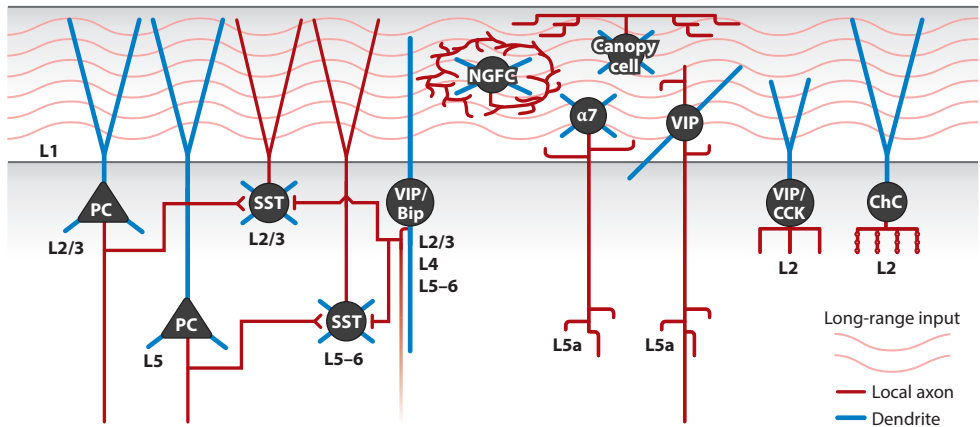 Canopy
cell
NGFC
α7
VIP
L1
PC
SST
VIP/
Bip
VIP/
CCK
ChC
L2/3
L2/3
L2/3
L4
L5–6
L2
L2
PC
SST
L5
L5–6
L5a
L5a
Long-range input
Local axon
Dendrite